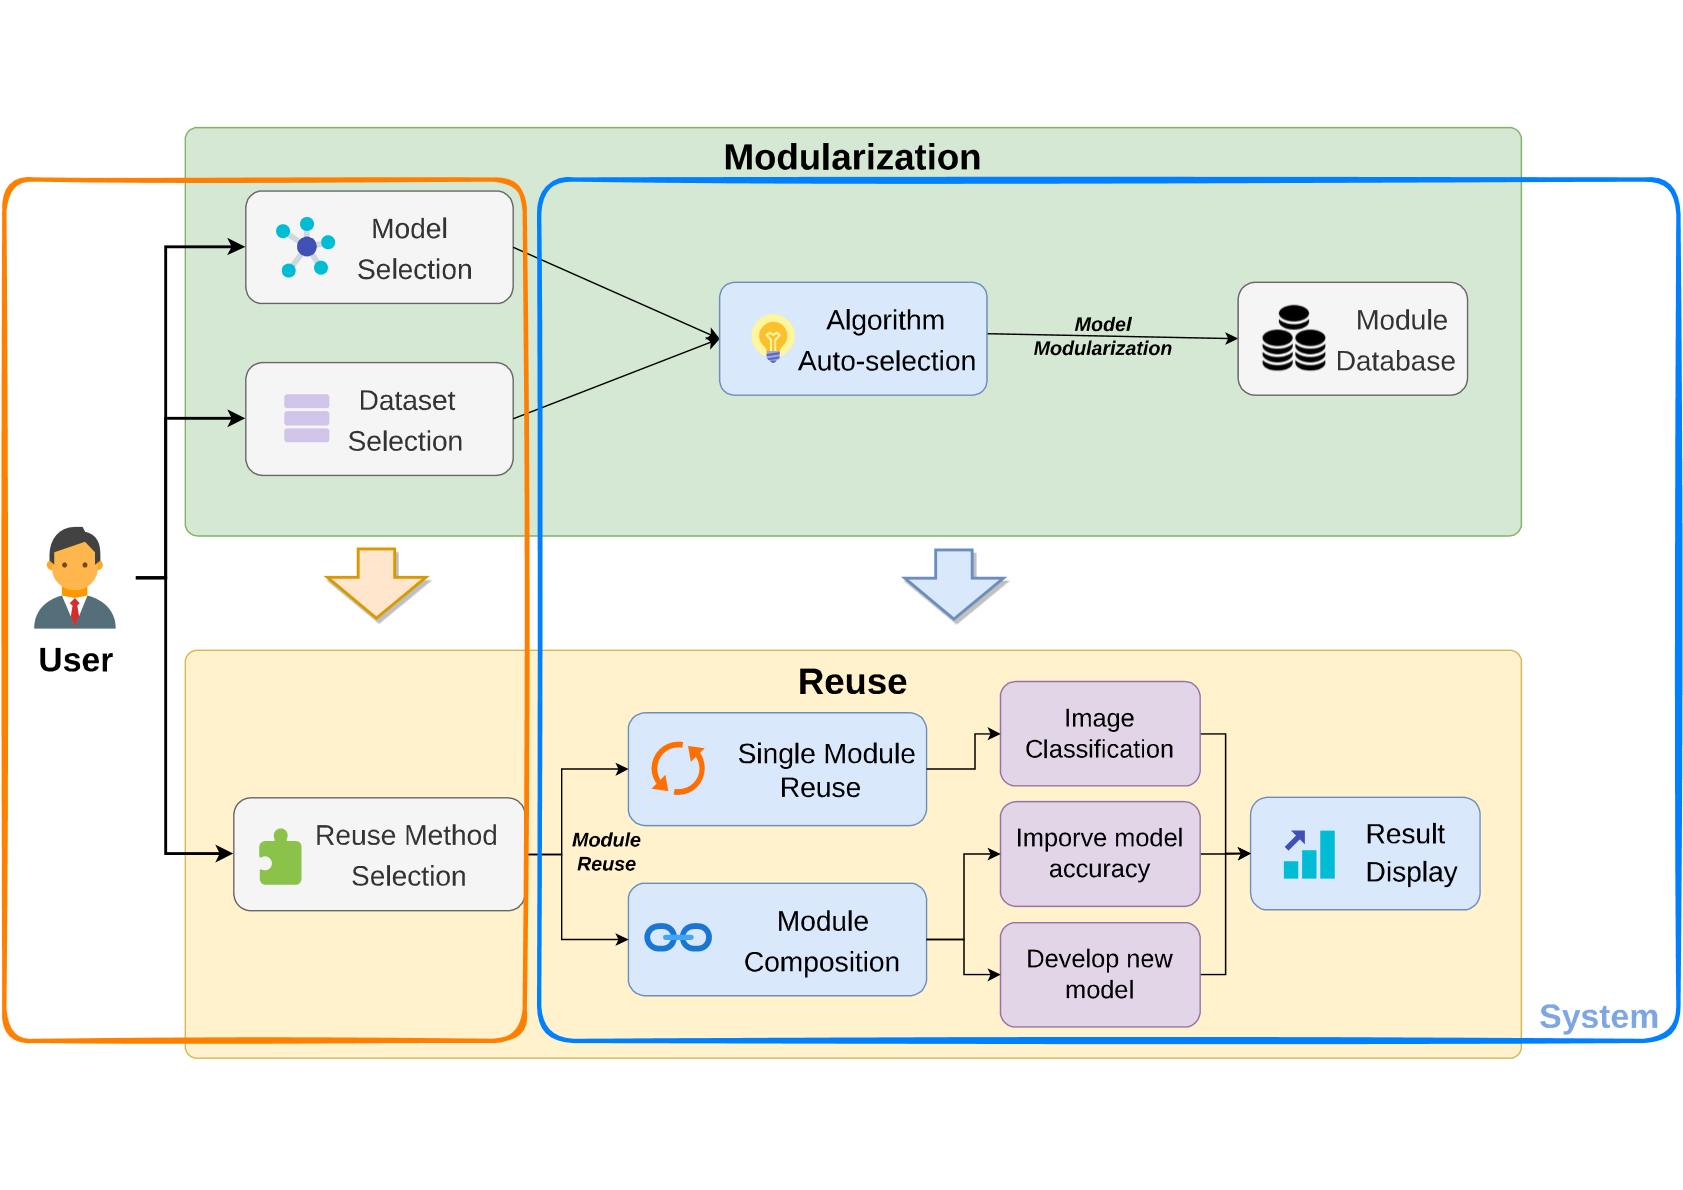 Modularization
Model
Selection
Dataset
Selection
Algorithm
Auto-selection
Model
Modularization
Module
Database
User
Reuse
Reuse Method
Selection
Module
Reuse
Single Module
Reuse
Module
Composition
Image
Classification
Imporve model
accuracy
Develop new
model
Result
Display
System